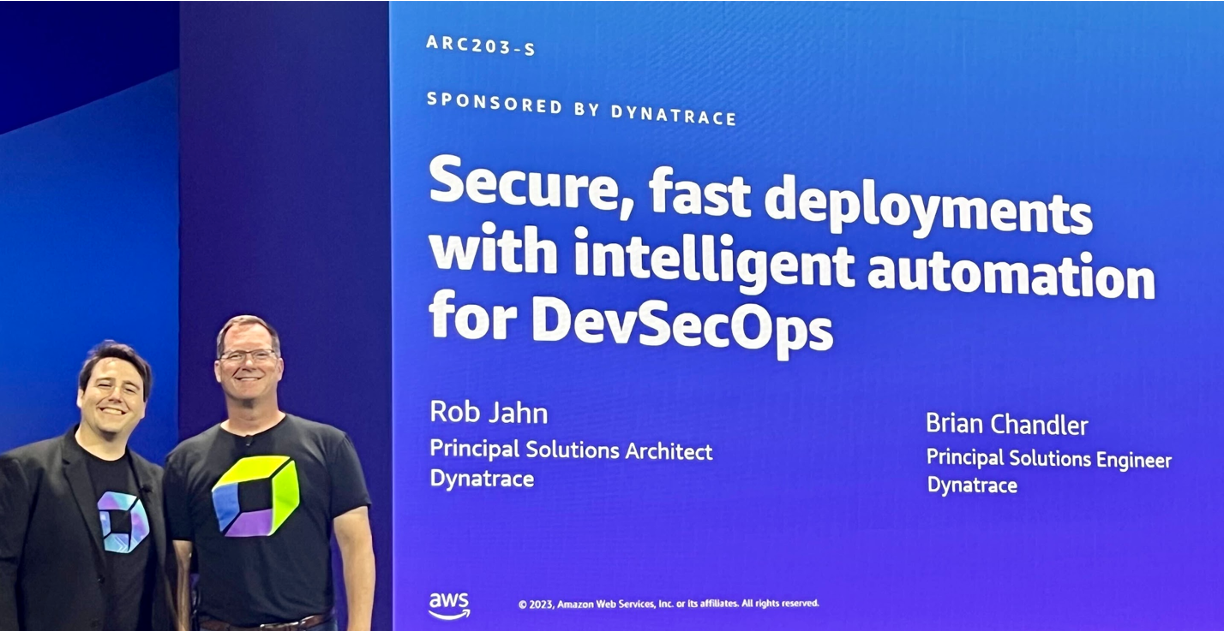 ARC203-S
SPONSORED BY DYNATRACE
Secure, fast deployments
with intelligent automation
for DevSecOps
Rob Jahn
Principal Solutions Architect
Dynatrace
Brian Chandler
Principal Solutions Engineer
Dynatrace
aws
© 2023, Amazon Web Services, Inc. or its affiliates. All rights reserved.